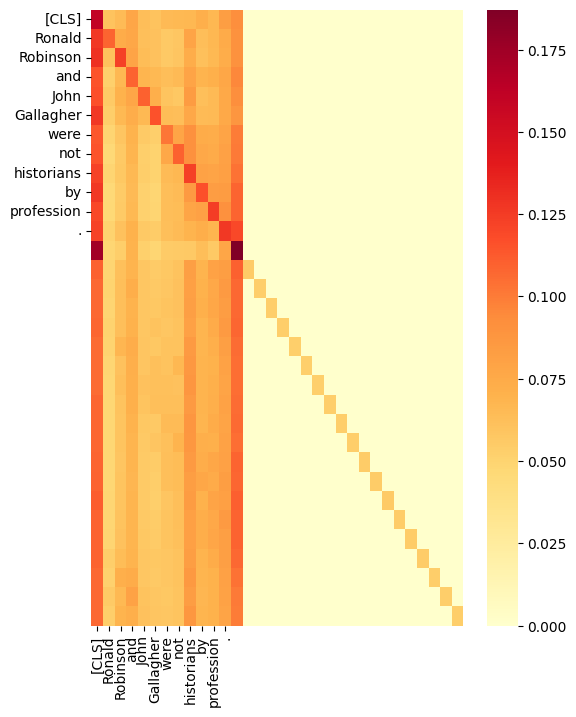 [CLS]
Ronald
Robinson
and
John
Gallagher
were
not
historians
by
profession
.
0.175
0.150
0.125
0.100
0.075
0.050
0.025
0.000
[CLS]
Ronald
Robinson
and
John
Gallagher
were
not
historians
by
profession
.